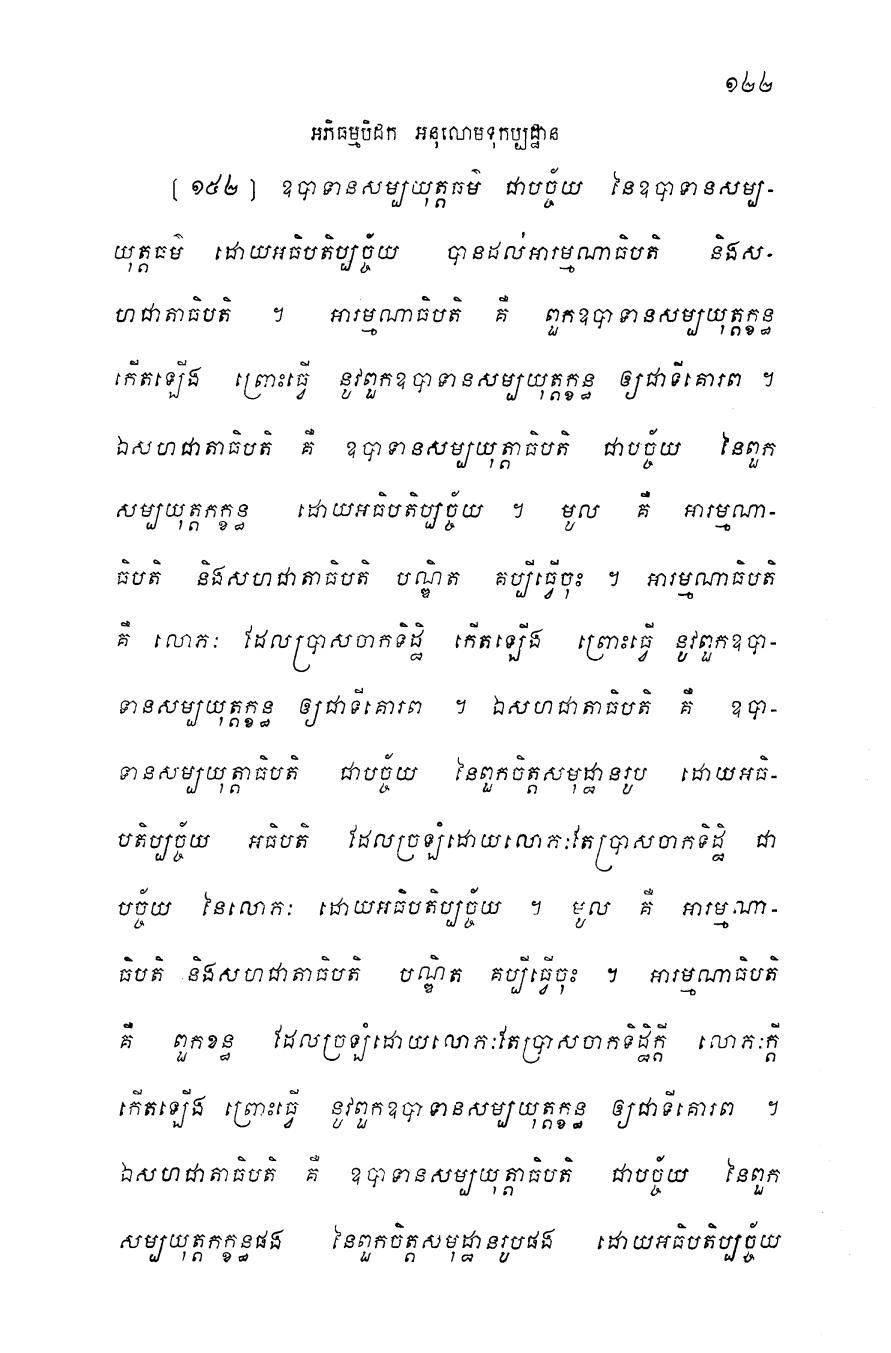 ១៤៤
អភិធម្មបិដក អនុលោមទុកប្បដ្ឋាន
[ ១៥២ ] ឧបាទានសម្បយុត្តធម៌ ជាបច្ច័យ នៃឧបាទានសម្ប-
យុត្តធម៌ ដោយអធិបតិប្បច្ច័យ បានដល់អារម្មណាធិបតិ និងស-
ហជាតាធិបតិ ។ អារម្មណាធិបតិ គឺ ពួកឧបាទានសម្បយុត្តក្ខន្ធ
កើតឡើង ព្រោះធ្វើ នូវពួកឧបាទានសម្បយុត្តក្ខន្ធ ឲ្យជាទីគោរព ។
ឯសហជាតាធិបតិ គឺ ឧបាទានសម្បយុត្តាធិបតិ ជាបច្ច័យ នៃពួក
សម្បយុត្តកក្ខន្ធ ដោយអធិបតិប្បច្ច័យ ។ មូល គឺ អារម្មណា-
ធិបតិ និងសហជាតាធិបតិ បណ្ឌិត គប្បីធ្វើចុះ ។ អារម្មណាធិបតិ
គឺ លោភៈ ដែលប្រាសចាកទិដ្ឋិ កើតឡើង ព្រោះធ្វើ នូវពួកឧបា-
ទានសម្បយុត្តក្ខន្ធ ឲ្យជាទីគោរព ។ ឯសហជាតាធិបតិ គឺ ឧបា-
ទានសម្បយុត្តាធិបតិ ជាបច្ច័យ នៃពួកចិត្តសមុដ្ឋានរូប ដោយអធិ-
បតិប្បច្ច័យ អធិបតិ ដែលច្រឡំដោយលោភៈតែប្រាសចាកទិដ្ឋិ ជា
បច្ច័យ នៃលោភៈ ដោយអធិបតិប្បច្ច័យ ។ មូល គឺ អារម្មណា-
ធិបតិ និងសហជាតាធិបតិ បណ្ឌិត គប្បីធ្វើចុះ ។ អារម្មណាធិបតិ
គឺ ពួកខន្ធ ដែលច្រឡំដោយលោភៈតែប្រាសចាកទិដ្ឋិក្តី លោភៈក្តី
កើតឡើង ព្រោះធ្វើ នូវពួកឧបាទានសម្បយុត្តក្ខន្ធ ឲ្យជាទីគោរព ។
ឯសហជាតាធិបតិ គឺ ឧបាទានសម្បយុត្តាធិបតិ ជាបច្ច័យ នៃពួក
សម្បយុត្តកក្ខន្ធផង នៃពួកចិត្តសមុដ្ឋានរូបផង ដោយអធិបតិប្បច្ច័យ